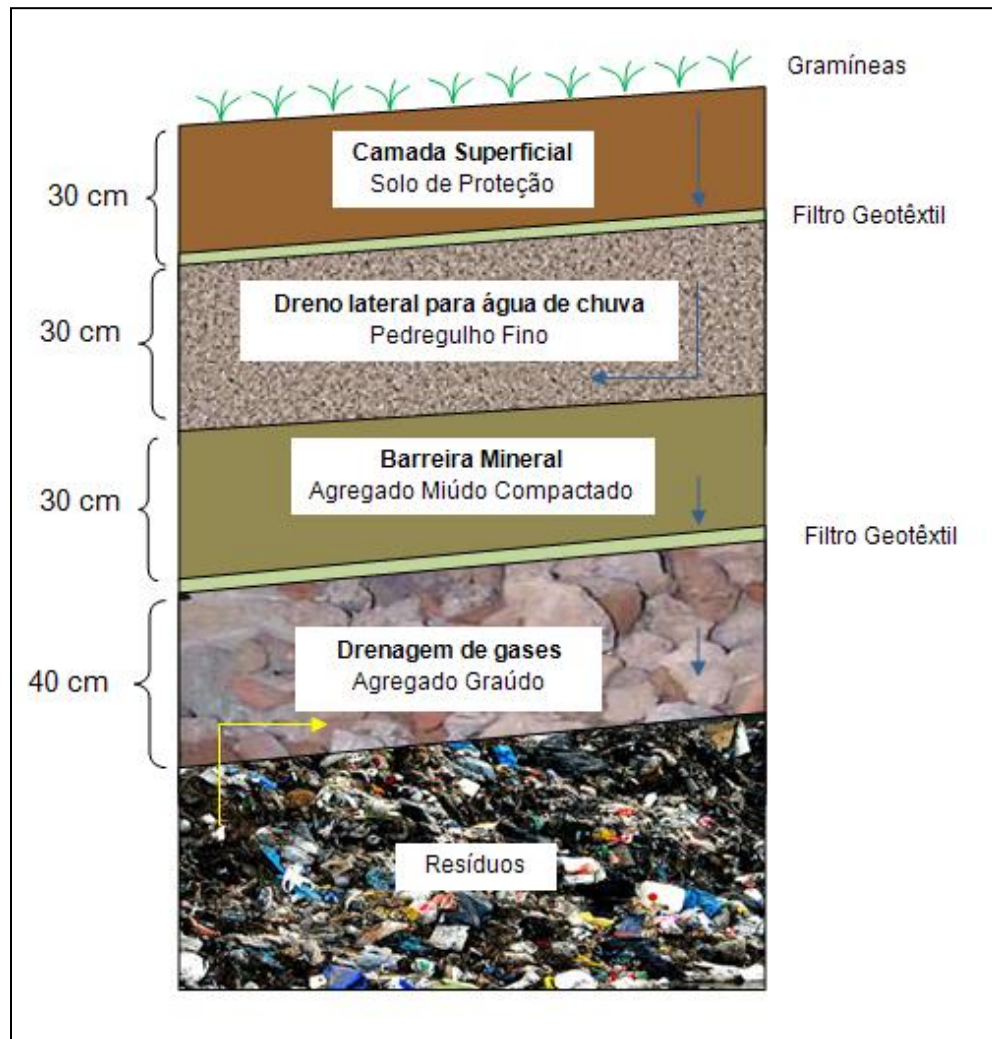 Gramíneas
Camada Superficial
Solo de Proteção
30 cm
Filtro Geotêxtil
Dreno lateral para água de chuva
Pedregulho Fino
30 cm
Barreira Mineral
Agregado Miúdo Compactado
30 cm
Filtro Geotêxtil
Drenagem de gases
Agregado Graúdo
40 cm
Resíduos